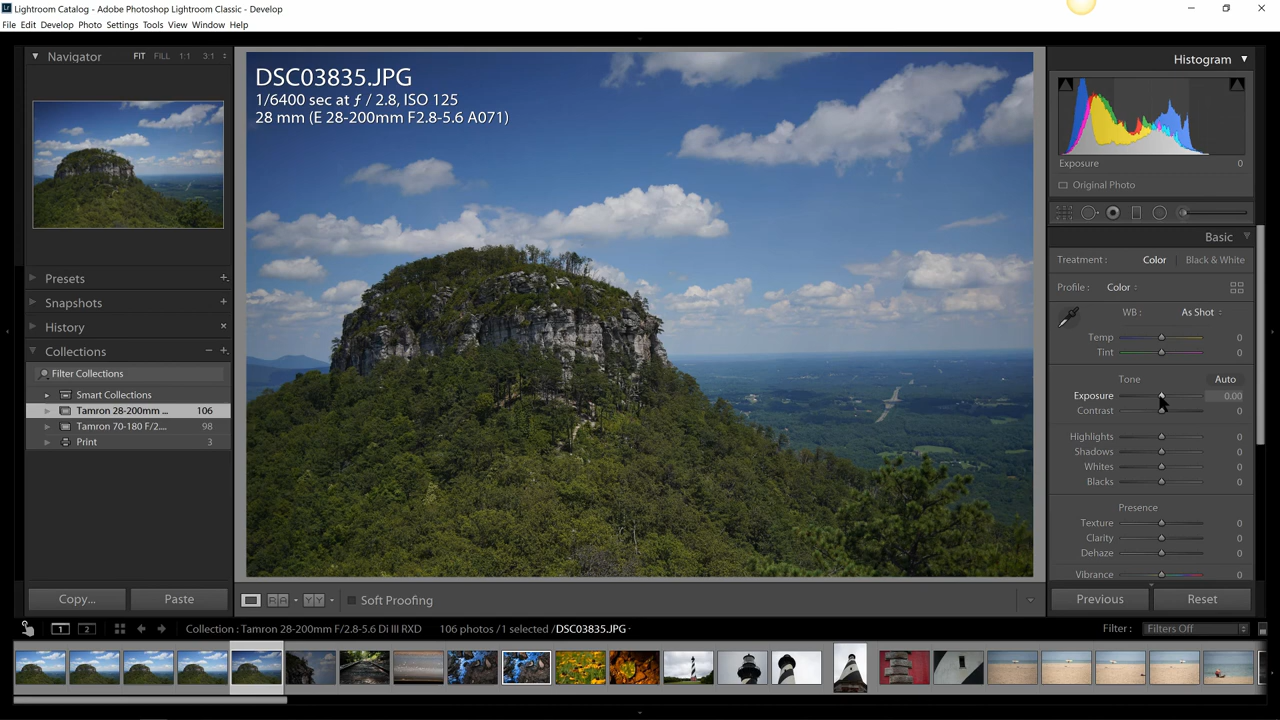 Lightroom Catalog - Adobe Photoshop Lightroom Classic - Develop
File Edit Develop Photo Settings Tools View Window Help
Navigator FIT FILL 1:1 3:1
Presets
Snapshots
History
Collections
Filter Collections
Smart Collections
Tamron 28-200mm ... 106
Tamron 70-180 F/2.... 98
Print 3
Copy... Paste
DSC03835.JPG
1/6400 sec at ƒ / 2.8, ISO 125
28 mm (E 28-200mm F2.8-5.6 A071)
Soft Proofing
Histogram
Exposure 0
Original Photo
Basic
Treatment : Color Black & White
Profile : Color
WB : As Shot
Temp 0
Tint 0
Tone Auto
Exposure 0.00
Contrast 0
Highlights 0
Shadows 0
Whites 0
Blacks 0
Presence
Texture 0
Clarity 0
Dehaze 0
Vibrance 0
Previous Reset
1 2 Collection : Tamron 28-200mm F/2.8-5.6 Di III RXD 106 photos / 1 selected / DSC03835.JPG Filter : Filters Off